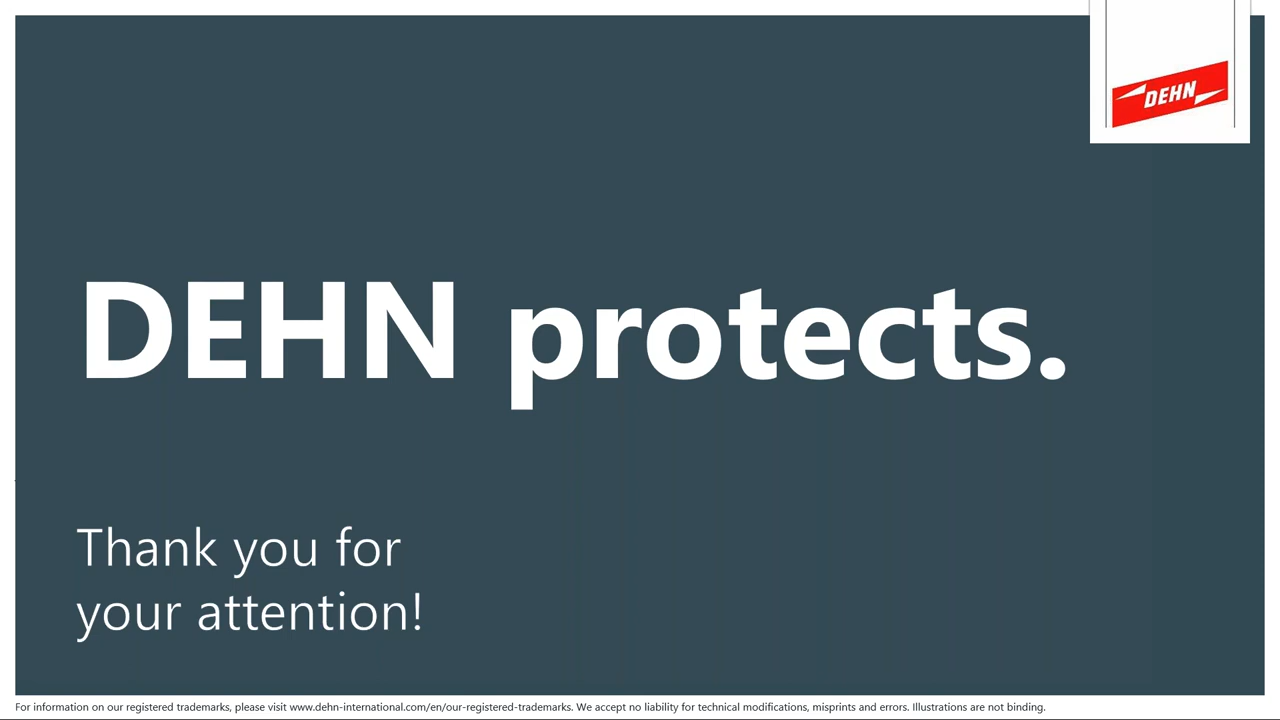 DEHN
DEHN protects.
Thank you for
your attention!
For information on our registered trademarks, please visit www.dehn-international.com/en/our-registered-trademarks. We accept no liability for technical modifications, misprints and errors. Illustrations are not binding.